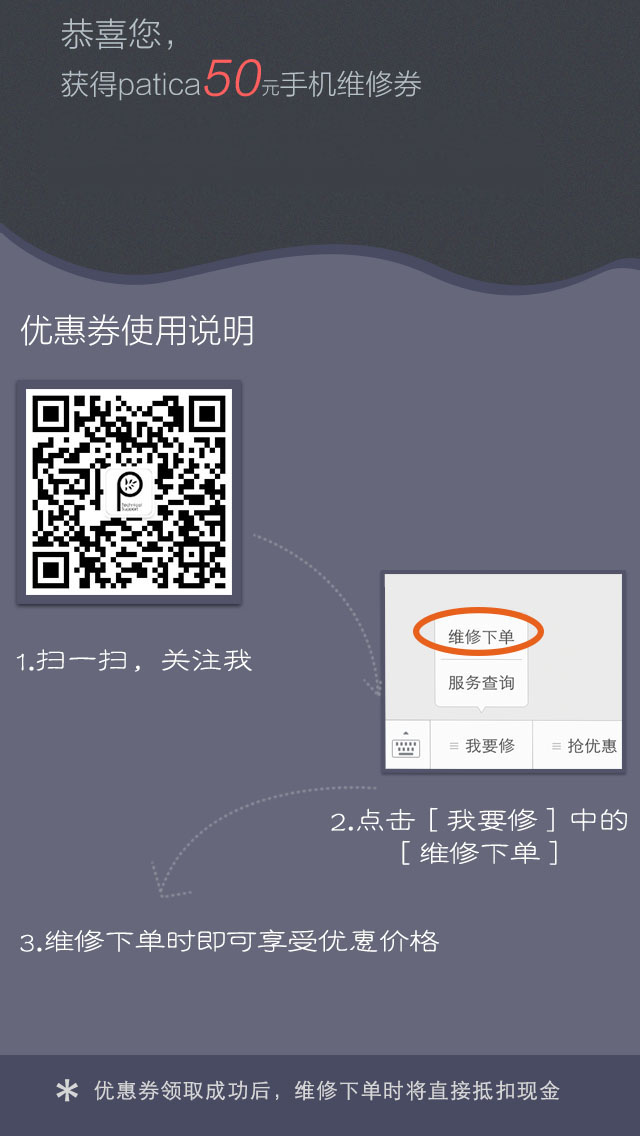 恭喜您，
获得patica50元手机维修券
优惠券使用说明
P
Technical
Support
1.扫一扫，关注我
维修下单
服务查询
我要修
抢优惠
2.点击［我要修］中的
［维修下单］
3.维修下单时即可享受优惠价格
* 优惠券领取成功后，维修下单时将直接抵扣现金